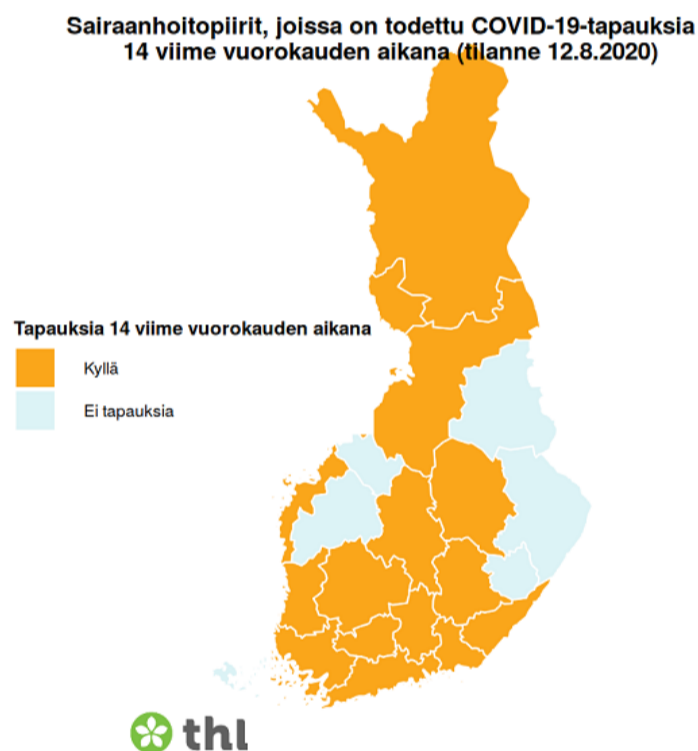 Sairaanhoitopiirit, joissa on todettu COVID-19-tapauksia
14 viime vuorokauden aikana (tilanne 12.8.2020)
Tapauksia 14 viime vuorokauden aikana
Kyllä
Ei tapauksia
thl